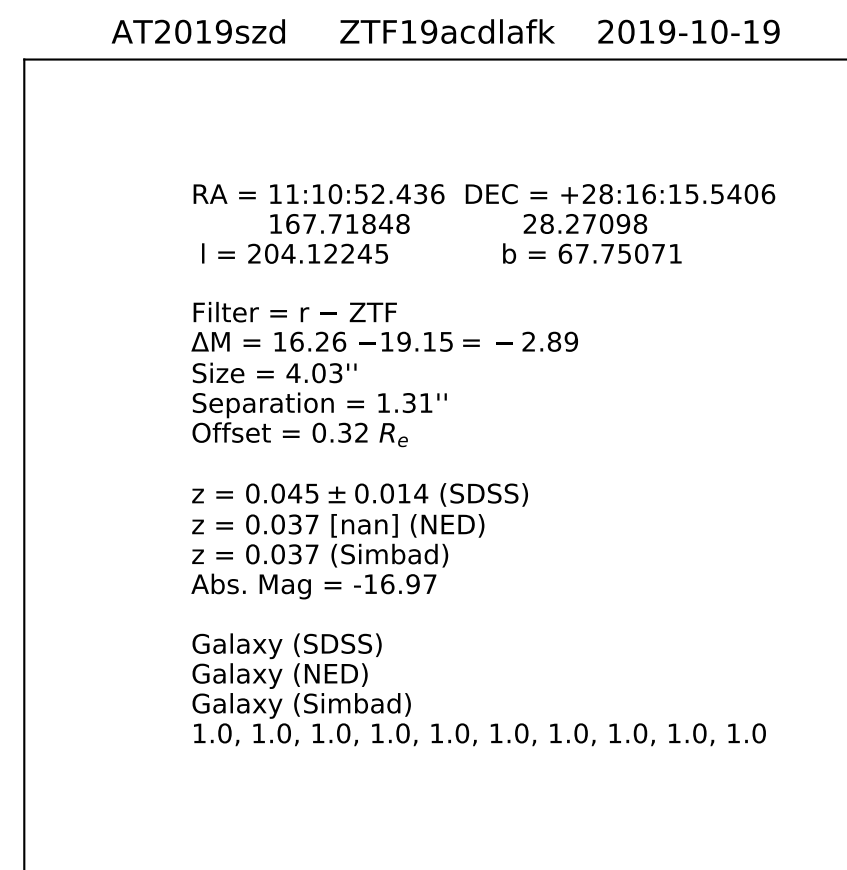 AT2019szd ZTF19acdlafk 2019-10-19
RA = 11:10:52.436 DEC = +28:16:15.5406
167.71848 28.27098
l = 204.12245 b = 67.75071
Filter = r − ZTF
ΔM = 16.26 −19.15 = − 2.89
Size = 4.03''
Separation = 1.31''
Offset = 0.32 Re
z = 0.045 ± 0.014 (SDSS)
z = 0.037 [nan] (NED)
z = 0.037 (Simbad)
Abs. Mag = -16.97
Galaxy (SDSS)
Galaxy (NED)
Galaxy (Simbad)
1.0, 1.0, 1.0, 1.0, 1.0, 1.0, 1.0, 1.0, 1.0, 1.0